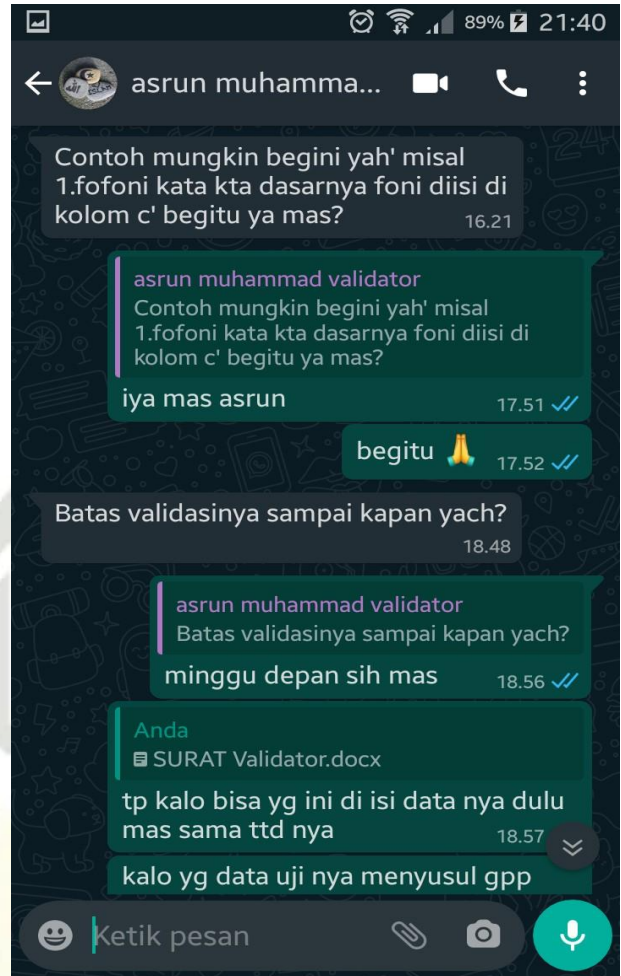 89% 21:40
asrun muhamma...
Contoh mungkin begini yah' misal
1.fofoni kata kta dasarnya foni diisi di
kolom c' begitu ya mas?
16.21
asrun muhammad validator
Contoh mungkin begini yah' misal
1.fofoni kata kta dasarnya foni diisi di
kolom c' begitu ya mas?
iya mas asrun
17.51
begitu 🙏
17.52
Batas validasinya sampai kapan yach?
18.48
asrun muhammad validator
Batas validasinya sampai kapan yach?
minggu depan sih mas
18.56
Anda
SURAT Validator.docx
tp kalo bisa yg ini di isi data nya dulu
mas sama ttd nya
18.57
kalo yg data uji nya menyusul gpp
Ketik pesan